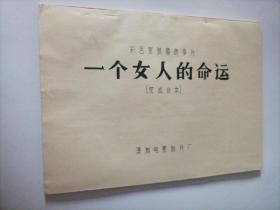 彩色宽银幕故事片
一个女人的命运
(完成台本)
潇湘电影制片厂